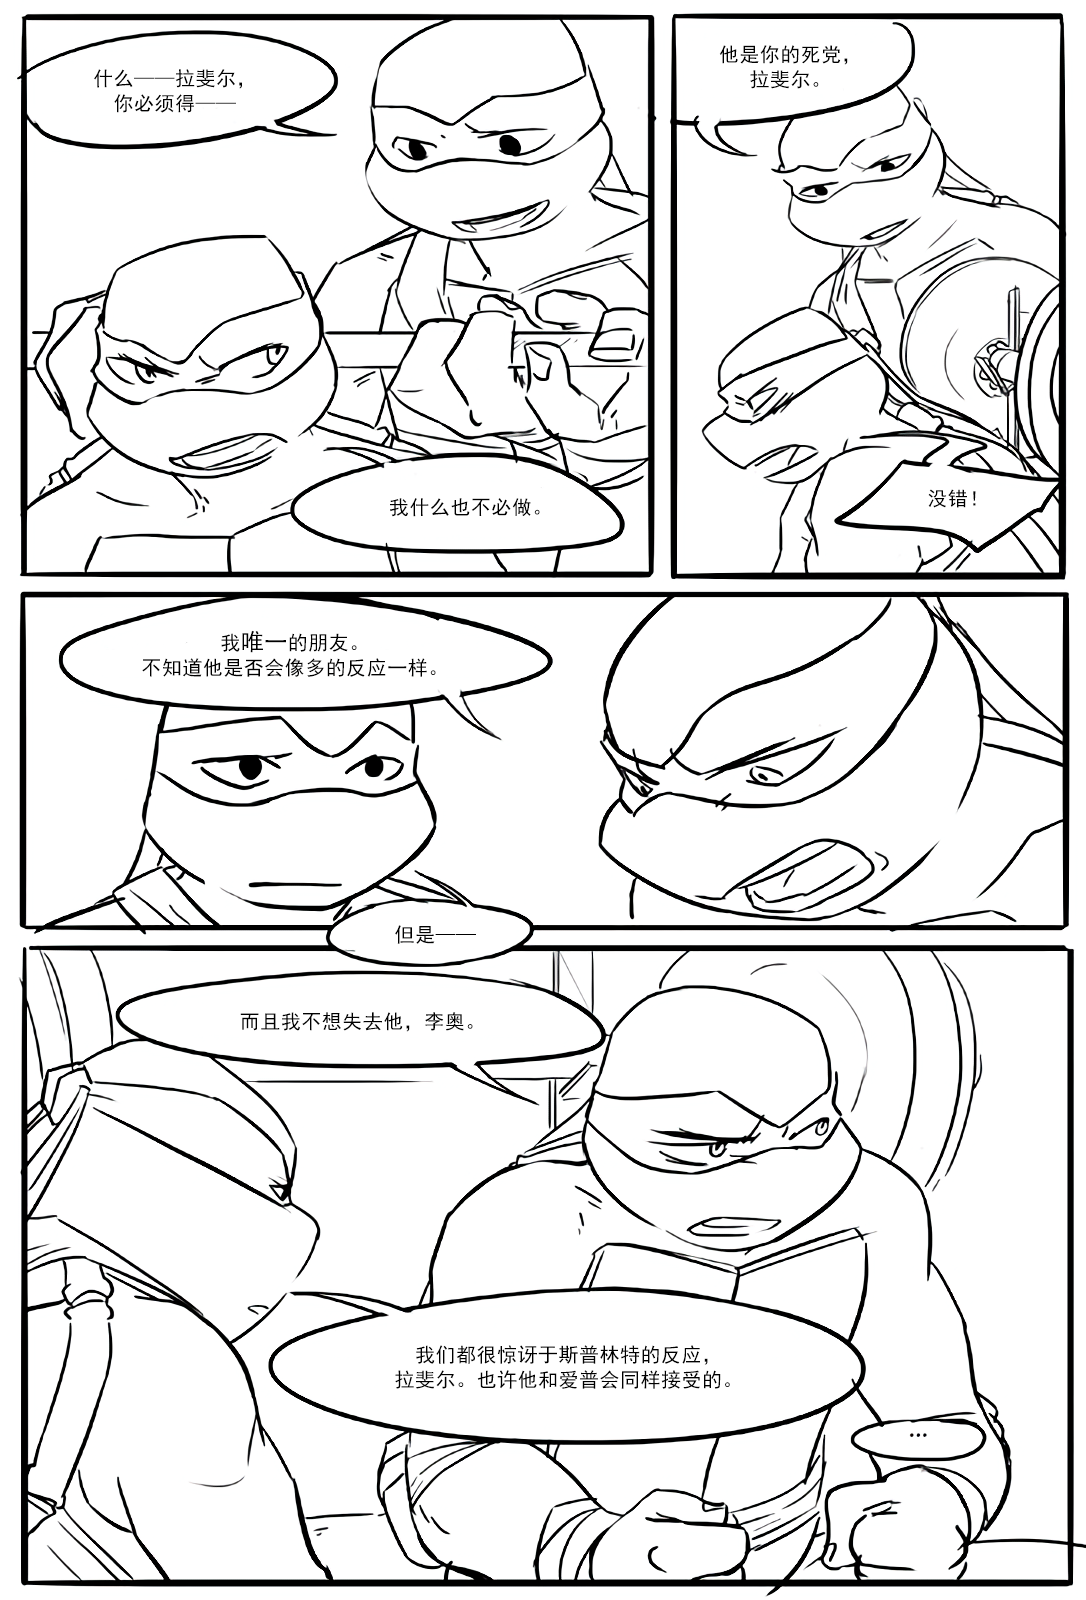 什么——拉斐尔，
你必须得——
我什么也不必做。
他是你的死党，
拉斐尔。
没错！
我唯一的朋友。
不知道他是否会像多的反应一样。
但是——
而且我不想失去他，李奥。
我们都很惊讶于斯普林特的反应，
拉斐尔。也许他和爱普会同样接受的。
…